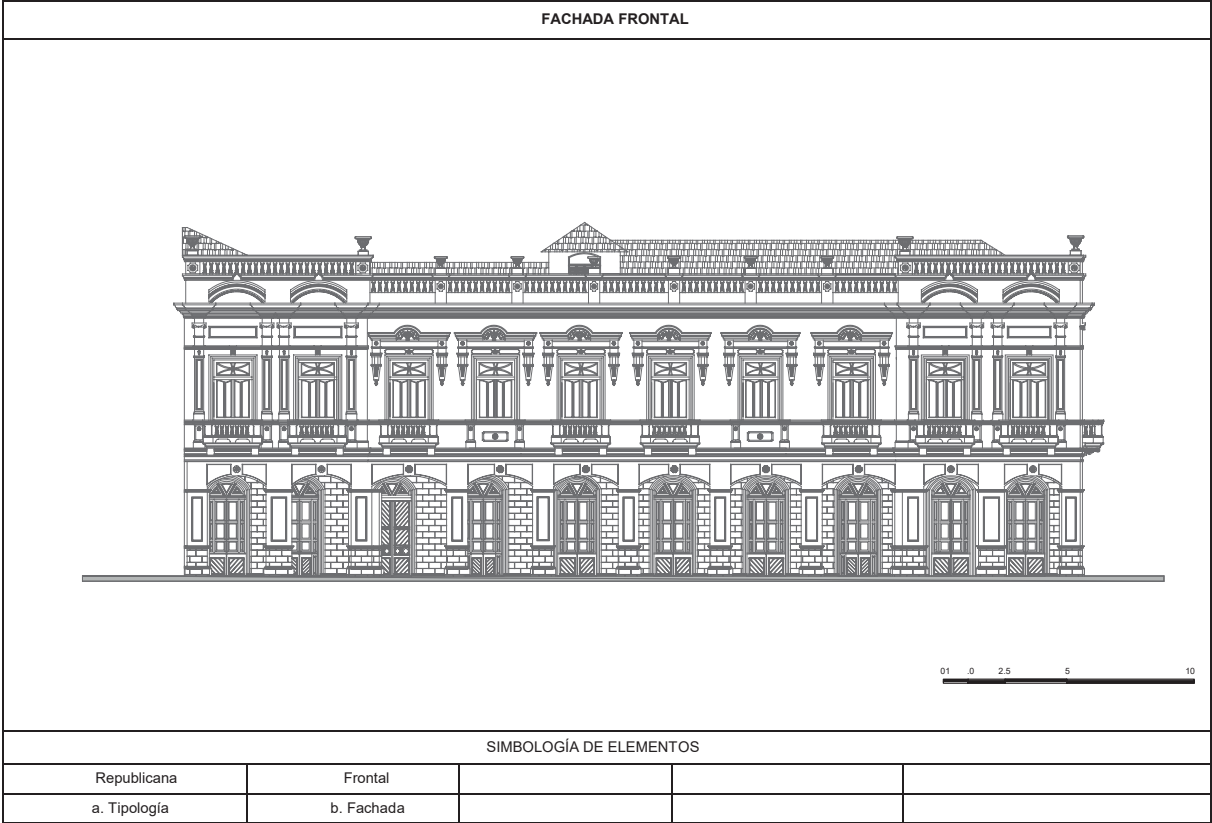 FACHADA FRONTAL
01 .0 2.5 5 10
SIMBOLOGÍA DE ELEMENTOS
Republicana Frontal
a. Tipología b. Fachada